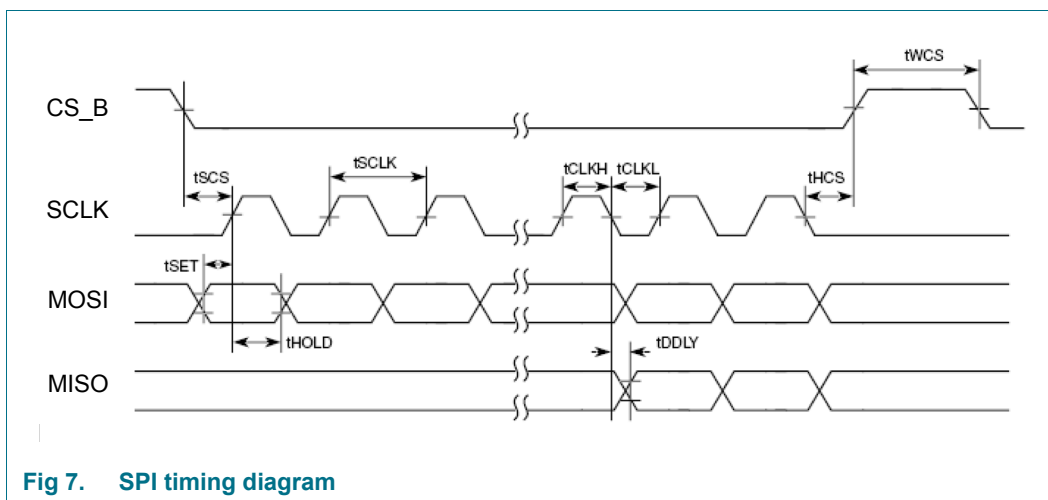 tWCS
CS_B
tSCS
tSCLK
tCLKH
tCLKL
tHCS
SCLK
tSET
MOSI
tHOLD
tDDLY
MISO
Fig 7. SPI timing diagram